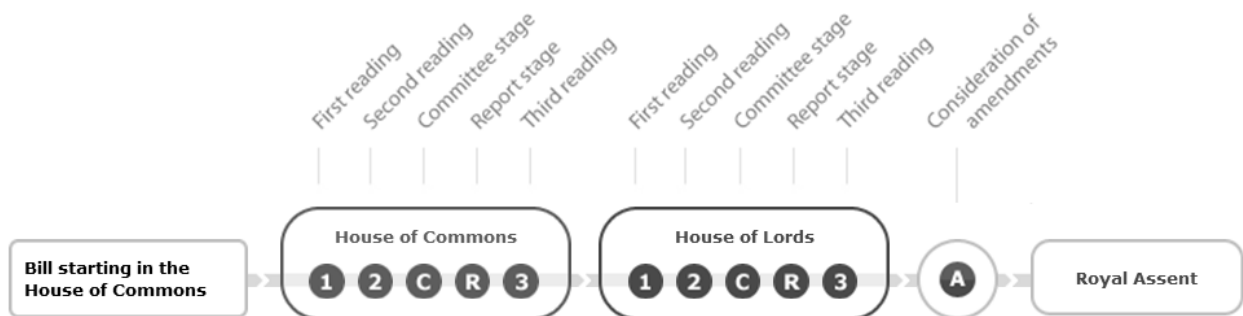 First reading
Second reading
Committee stage
Report stage
Third reading
First reading
Second reading
Committee stage
Report stage
Third reading
Consideration of
amendments
Bill starting in the
House of Commons
House of Commons
1 2 C R 3
House of Lords
1 2 C R 3
A
Royal Assent